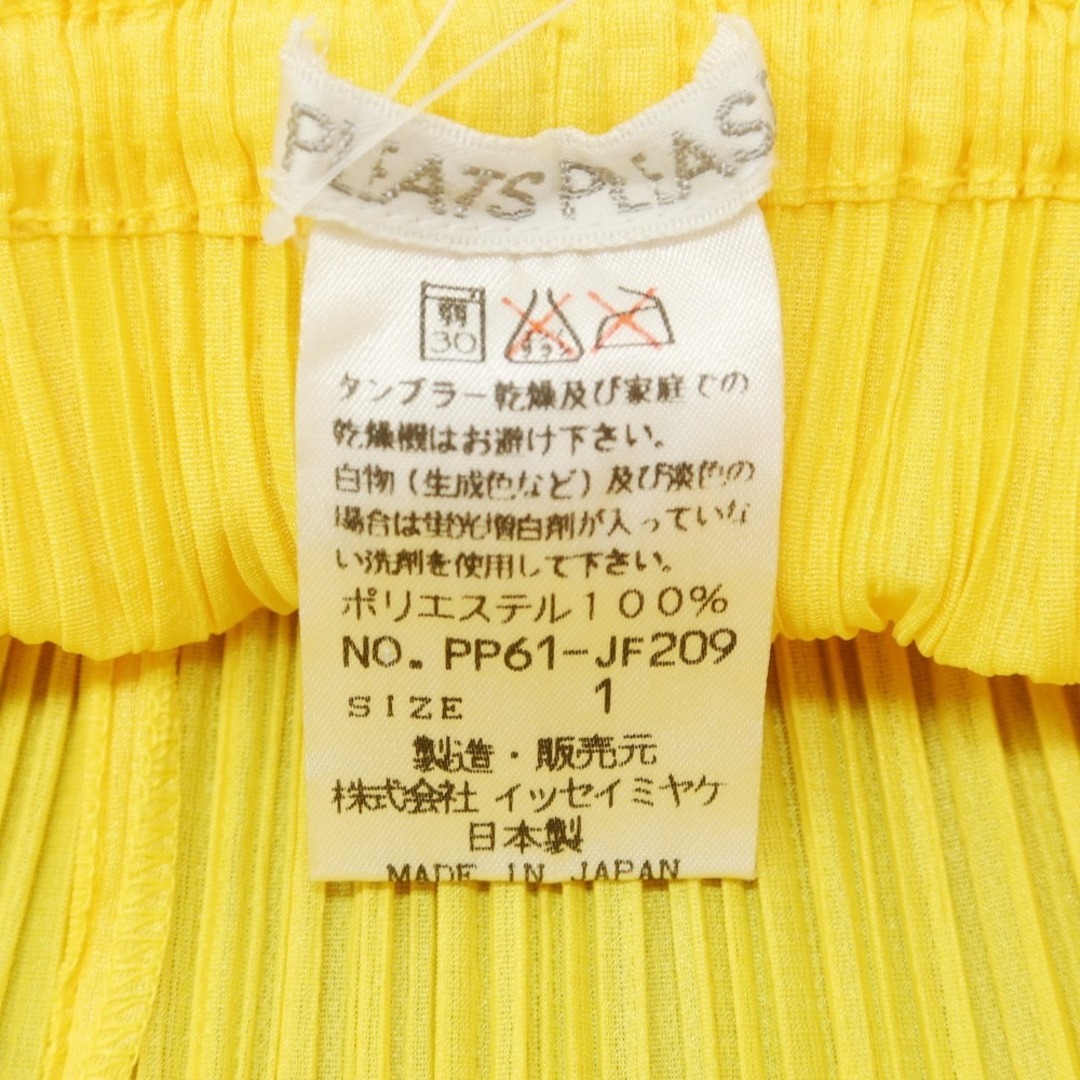 PLEATS PLEAS
弱
30
タンブラー乾燥及び家庭での
乾燥機はお避け下さい。
白物（生成色など）及び淡色の
場合は蛍光増白剤が入っていな
い洗剤を使用して下さい。
ポリエステル100%
NO. PP61-JF209
SIZE 1
製造・販売元
株式会社 イッセイミヤケ
日本製
MADE IN JAPAN